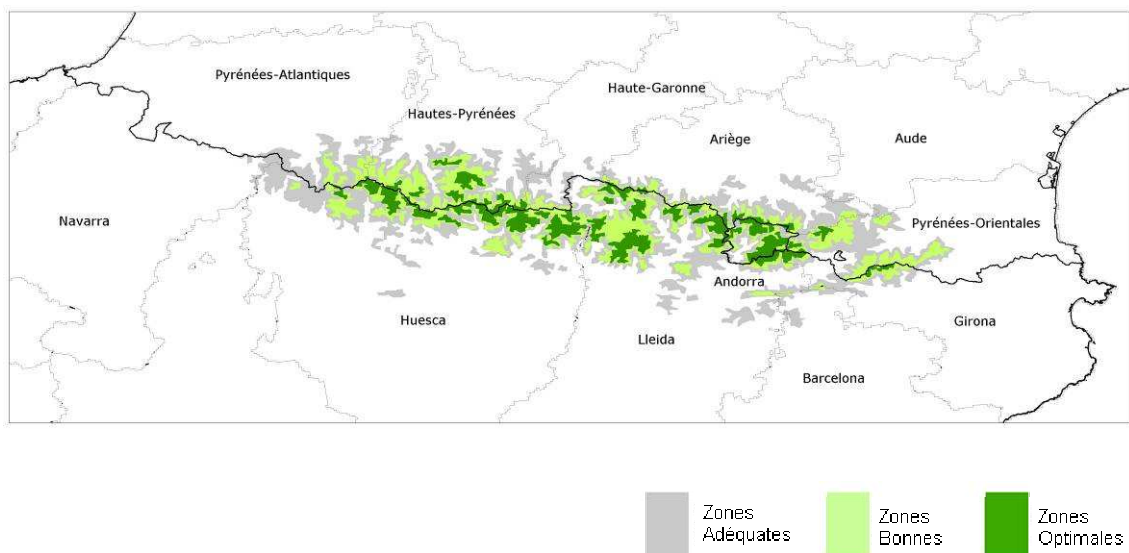 Pyrénées-Atlantiques
Haute-Garonne
Hautes-Pyrénées
Ariège
Aude
Navarra
Pyrénées-Orientales
Andorra
Huesca
Girona
Lleida
Barcelona
Zones
Adéquates
Zones
Bonnes
Zones
Optimales